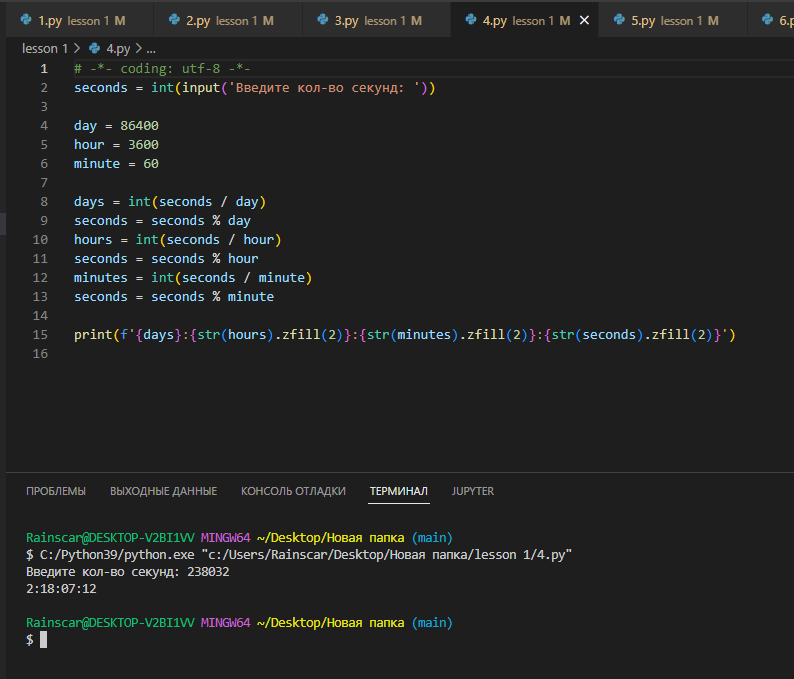 1.py lesson 1 M 2.py lesson 1 M 3.py lesson 1 M 4.py lesson 1 M 5.py lesson 1 M 6.p
lesson 1 > 4.py > ...
1 # -*- coding: utf-8 -*-
2 seconds = int(input('Введите кол-во секунд: '))
3
4 day = 86400
5 hour = 3600
6 minute = 60
7
8 days = int(seconds / day)
9 seconds = seconds % day
10 hours = int(seconds / hour)
11 seconds = seconds % hour
12 minutes = int(seconds / minute)
13 seconds = seconds % minute
14
15 print(f'{days}:{str(hours).zfill(2)}:{str(minutes).zfill(2)}:{str(seconds).zfill(2)}')
16
ПРОБЛЕМЫ ВЫХОДНЫЕ ДАННЫЕ КОНСОЛЬ ОТЛАДКИ ТЕРМИНАЛ JUPYTER
Rainscar@DESKTOP-V2BI1VV MINGW64 ~/Desktop/Новая папка (main)
$ C:/Python39/python.exe "c:/Users/Rainscar/Desktop/Новая папка/lesson 1/4.py"
Введите кол-во секунд: 238032
2:18:07:12
Rainscar@DESKTOP-V2BI1VV MINGW64 ~/Desktop/Новая папка (main)
$